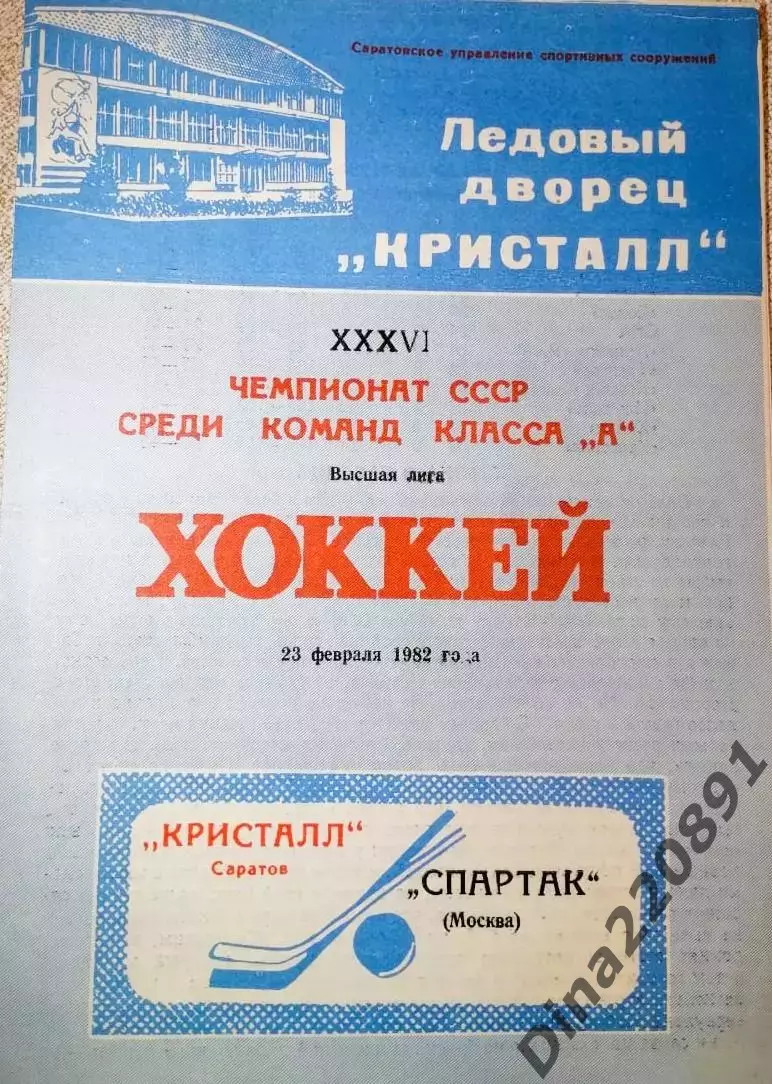 Саратовское управление спортивных сооружений
Ледовый
дворец
„КРИСТАЛЛ“
XXXVI
ЧЕМПИОНАТ СССР
СРЕДИ КОМАНД КЛАССА „А“
Высшая лига
ХОККЕЙ
23 февраля 1982 года
„КРИСТАЛЛ“
Саратов
„СПАРТАК“
(Москва)
Dina220891